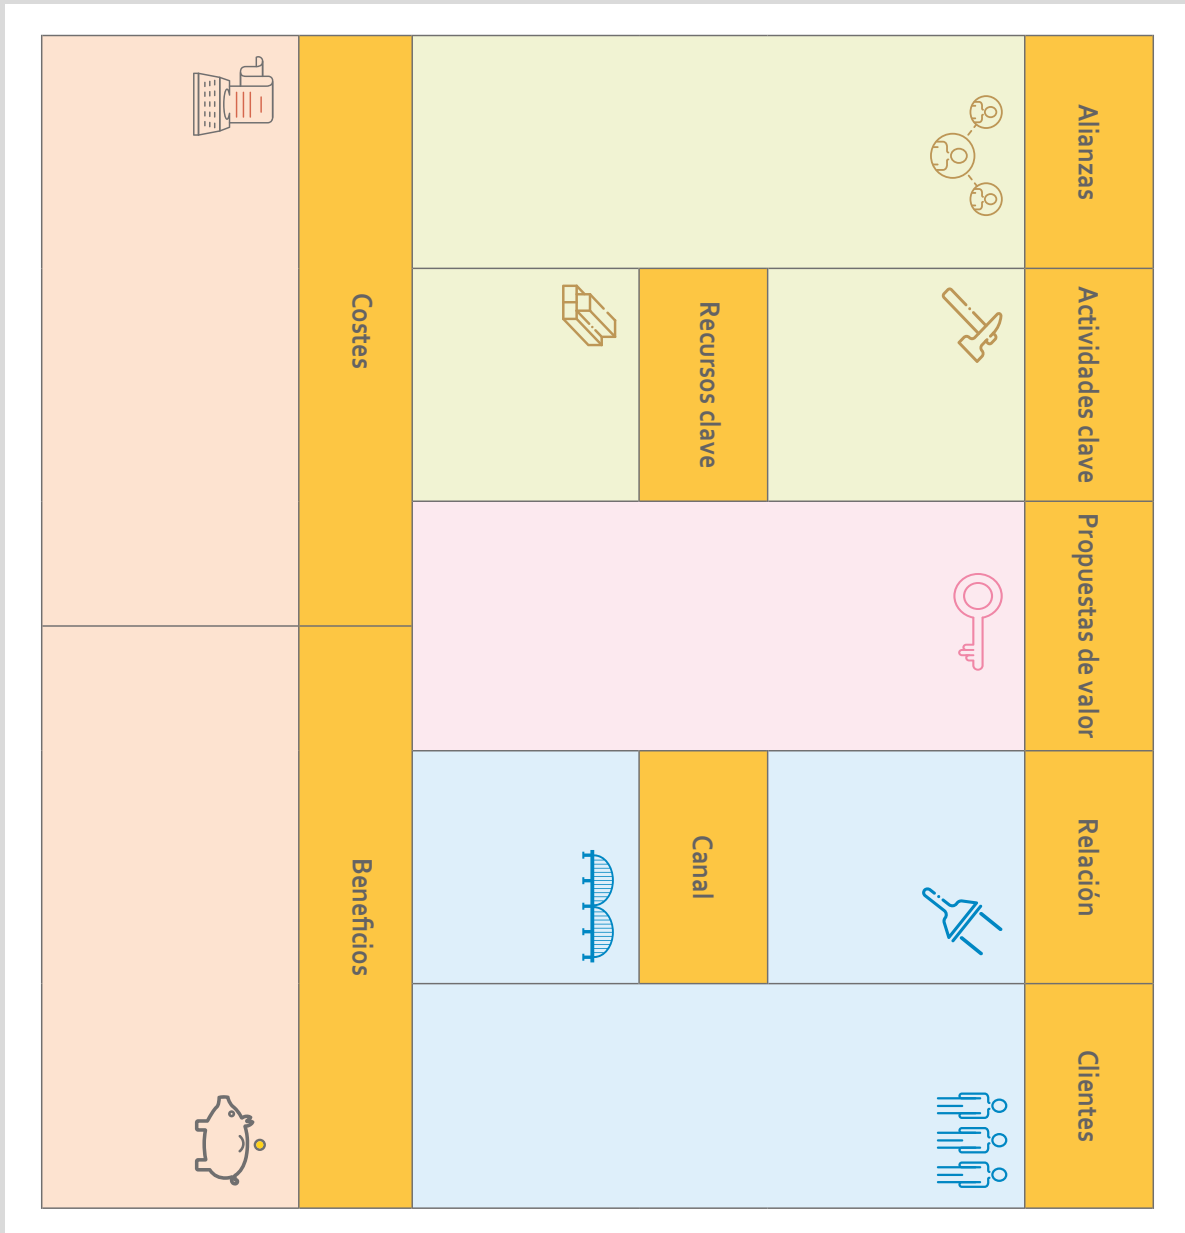 Alianzas
Actividades clave
Propuestas de valor
Relación
Clientes
Recursos clave
Canal
Costes
Beneficios